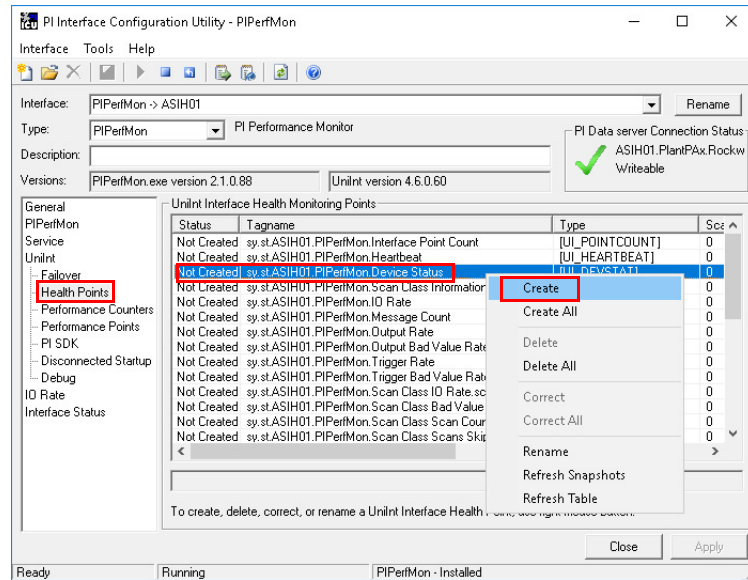 PI Interface Configuration Utility - PIPerfMon
Interface Tools Help
Interface: PIPerfMon -> ASIH01 Rename
Type: PIPerfMon PI Performance Monitor
PI Data server Connection Status
ASIH01.PlantPAx.Rockw
Writeable
Description:
Versions: PIPerfMon.exe version 2.1.0.88 UniInt version 4.6.0.60
General
PIPerfMon
Service
UniInt
Failover
Health Points
Performance Counters
Performance Points
PI SDK
Disconnected Startup
Debug
IO Rate
Interface Status
UniInt Interface Health Monitoring Points
Status Tagname Type Sca
Not Created sy.st.ASIH01.PIPerfMon.Interface Point Count [UI_POINTCOUNT] 0
Not Created sy.st.ASIH01.PIPerfMon.Heartbeat [UI_HEARTBEAT] 0
Not Created sy.st.ASIH01.PIPerfMon.Device Status [UI_DEVSTAT] 0
Not Created sy.st.ASIH01.PIPerfMon.Scan Class Information 0
Not Created sy.st.ASIH01.PIPerfMon.IO Rate 0
Not Created sy.st.ASIH01.PIPerfMon.Message Count 0
Not Created sy.st.ASIH01.PIPerfMon.Output Rate 0
Not Created sy.st.ASIH01.PIPerfMon.Output Bad Value Rate 0
Not Created sy.st.ASIH01.PIPerfMon.Trigger Rate 0
Not Created sy.st.ASIH01.PIPerfMon.Trigger Bad Value Rat 0
Not Created sy.st.ASIH01.PIPerfMon.Scan Class IO Rate.sc 0
Not Created sy.st.ASIH01.PIPerfMon.Scan Class Bad Value 0
Not Created sy.st.ASIH01.PIPerfMon.Scan Class Scan Cour 0
Not Created sy.st.ASIH01.PIPerfMon.Scan Class Scans Skip 0
Create
Create All
Delete
Delete All
Correct
Correct All
Rename
Refresh Snapshots
Refresh Table
To create, delete, correct, or rename a UniInt Interface Health Point, use right mouse button.
Close Apply
Ready Running PIPerfMon - Installed